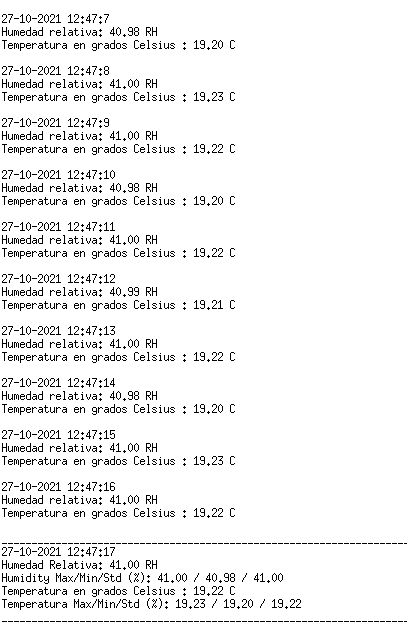 27-10-2021 12:47:7
Humedad relativa: 40.98 RH
Temperatura en grados Celsius : 19.20 C
27-10-2021 12:47:8
Humedad relativa: 41.00 RH
Temperatura en grados Celsius : 19.23 C
27-10-2021 12:47:9
Humedad relativa: 41.00 RH
Temperatura en grados Celsius : 19.22 C
27-10-2021 12:47:10
Humedad relativa: 40.98 RH
Temperatura en grados Celsius : 19.20 C
27-10-2021 12:47:11
Humedad relativa: 41.00 RH
Temperatura en grados Celsius : 19.22 C
27-10-2021 12:47:12
Humedad relativa: 40.99 RH
Temperatura en grados Celsius : 19.21 C
27-10-2021 12:47:13
Humedad relativa: 41.00 RH
Temperatura en grados Celsius : 19.22 C
27-10-2021 12:47:14
Humedad relativa: 40.98 RH
Temperatura en grados Celsius : 19.20 C
27-10-2021 12:47:15
Humedad relativa: 41.00 RH
Temperatura en grados Celsius : 19.23 C
27-10-2021 12:47:16
Humedad relativa: 41.00 RH
Temperatura en grados Celsius : 19.22 C
27-10-2021 12:47:17
Humedad Relativa: 41.00 RH
Humidity Max/Min/Std (%): 41.00 / 40.98 / 41.00
Temperatura en grados Celsius : 19.22 C
Temperatura Max/Min/Std (%): 19.23 / 19.20 / 19.22